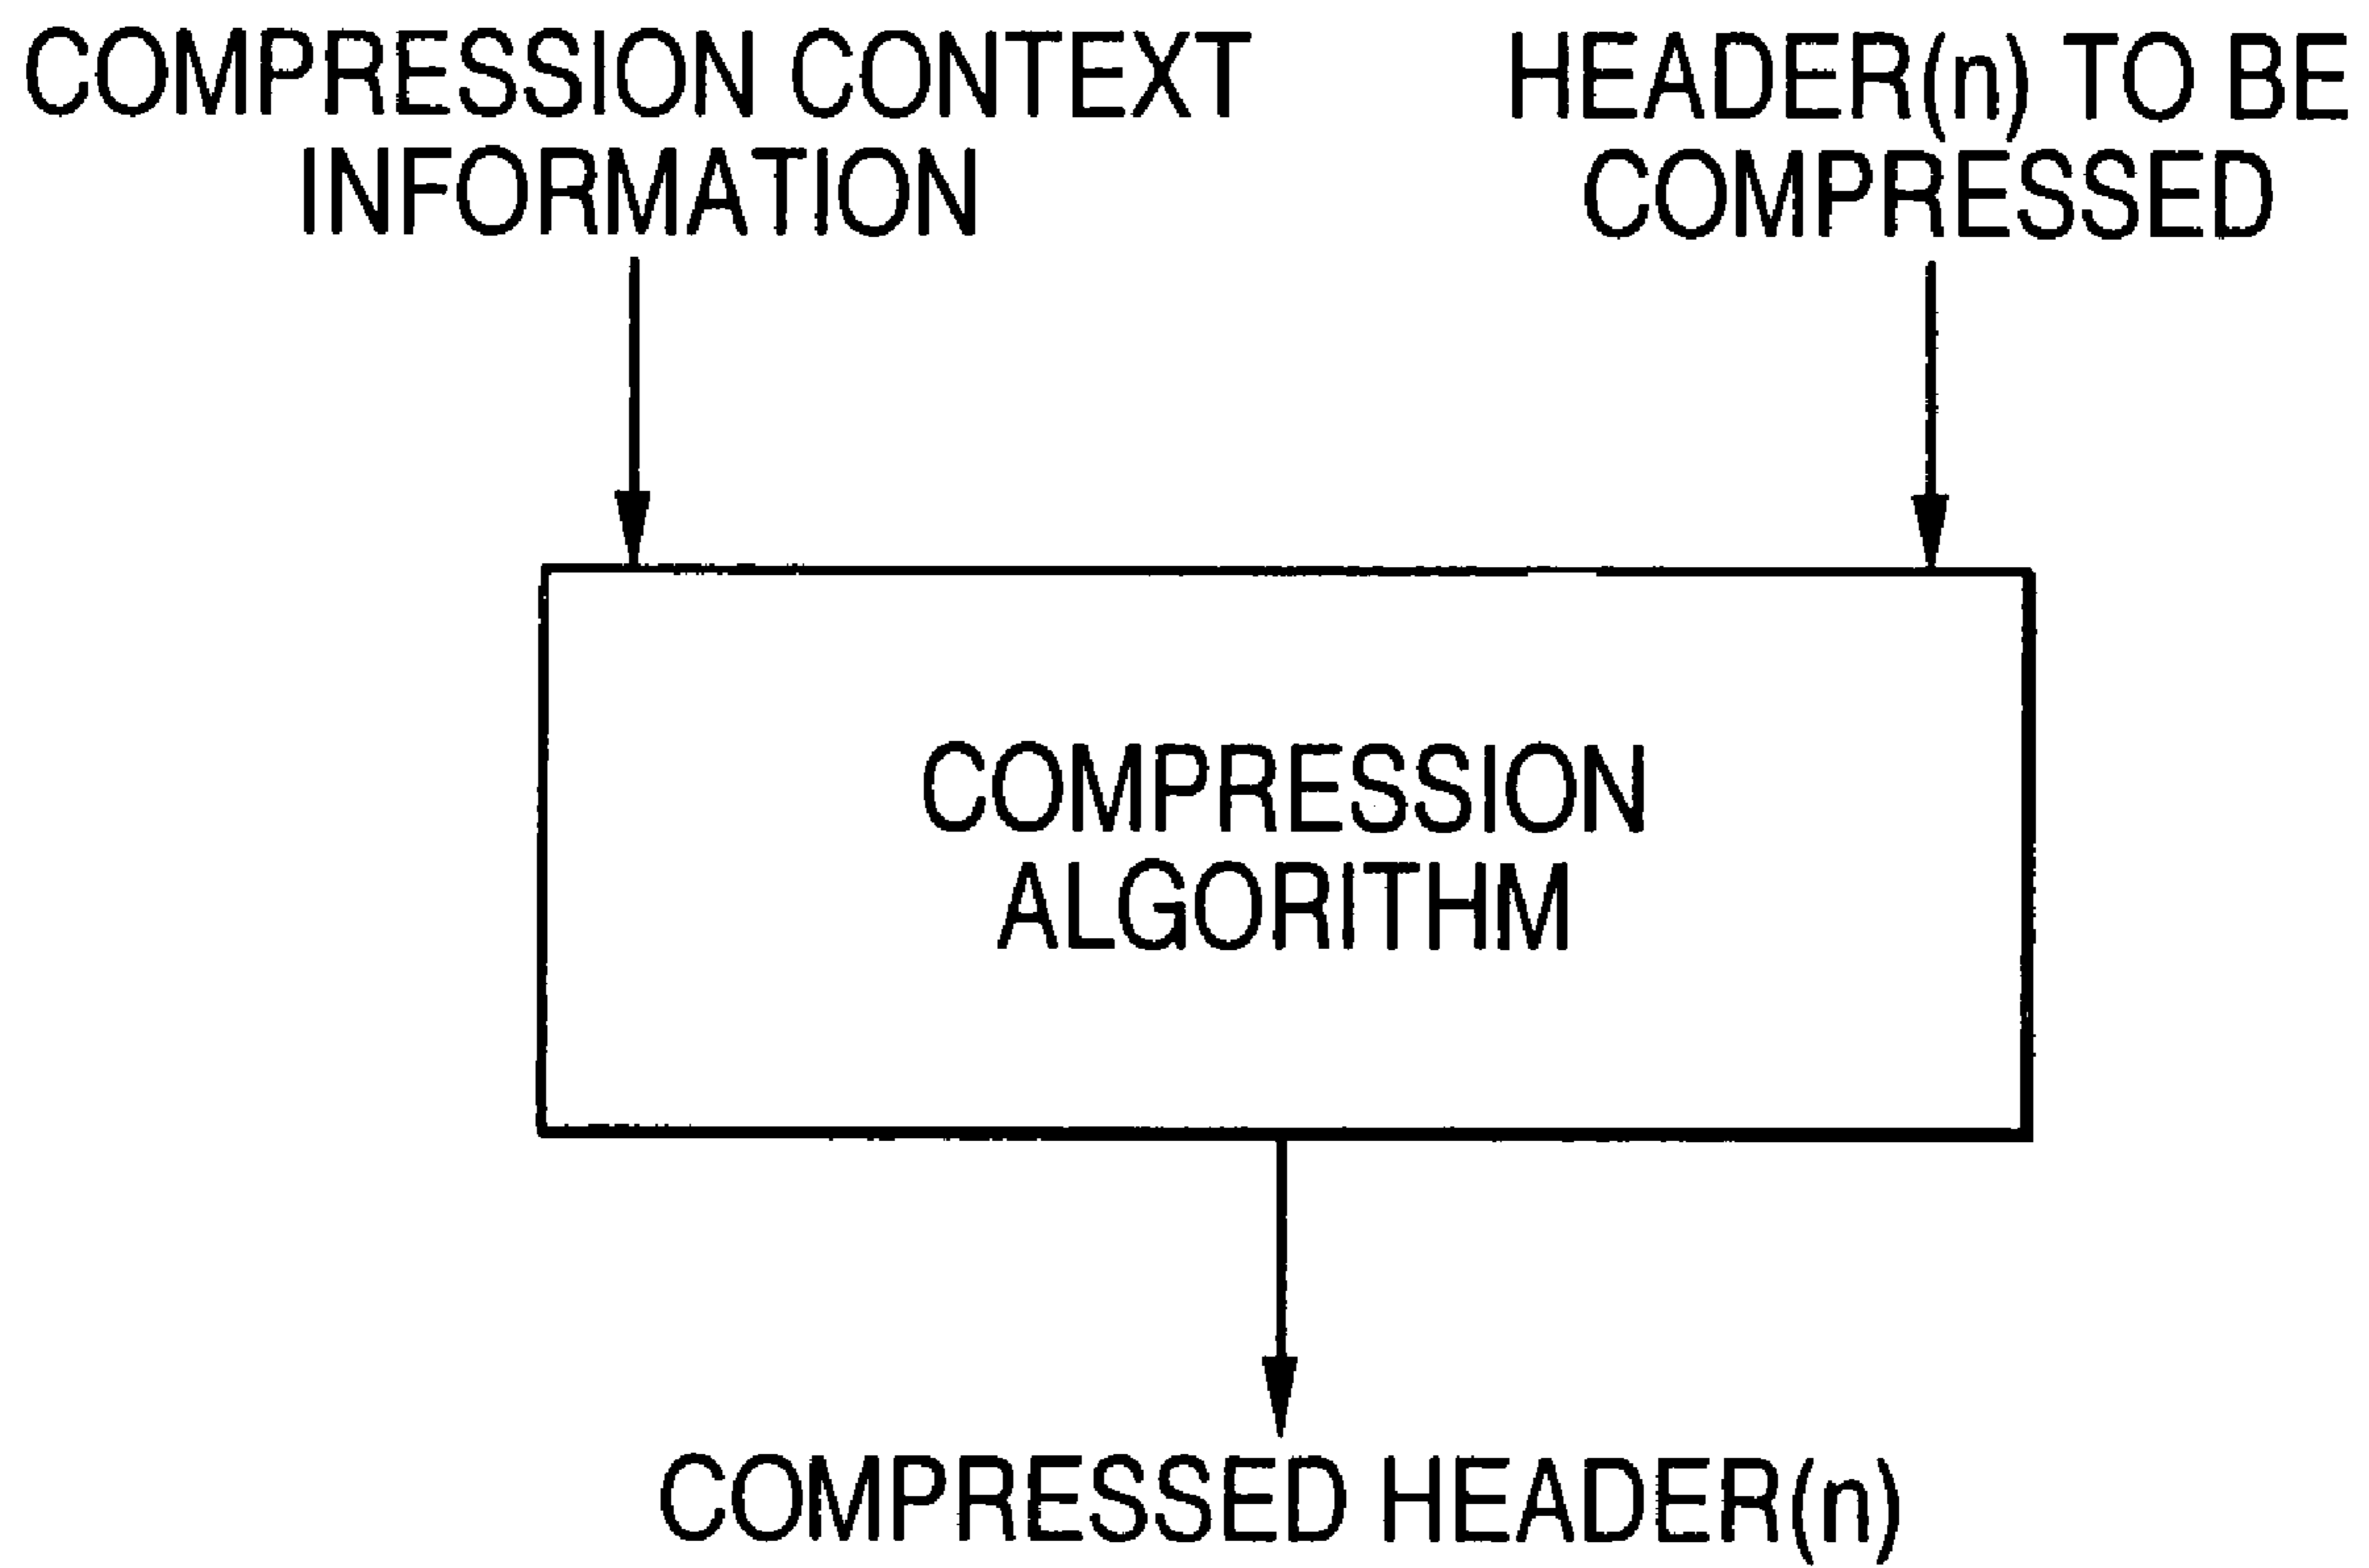 COMPRESSION CONTEXT
INFORMATION
HEADER(n) TO BE
COMPRESSED
COMPRESSION
ALGORITHM
COMPRESSED HEADER(n)